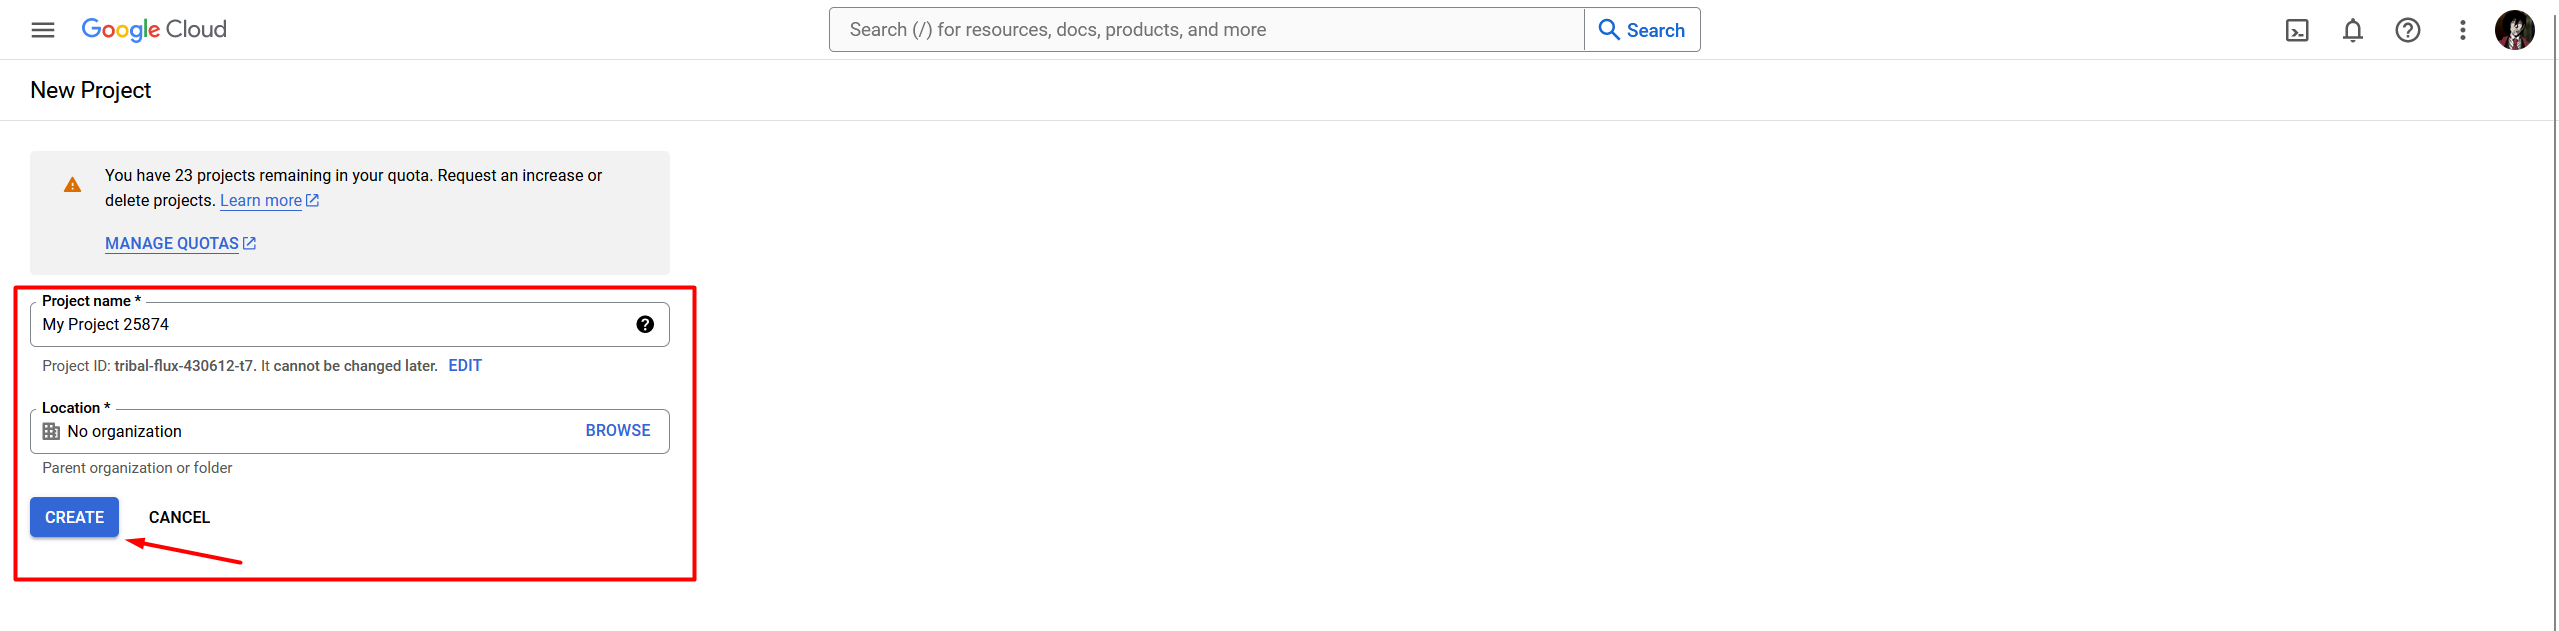 Google Cloud
Search (/) for resources, docs, products, and more
Search
New Project
You have 23 projects remaining in your quota. Request an increase or
delete projects. Learn more
MANAGE QUOTAS
Project name *
My Project 25874
Project ID: tribal-flux-430612-t7. It cannot be changed later. EDIT
Location *
No organization
BROWSE
Parent organization or folder
CREATE
CANCEL